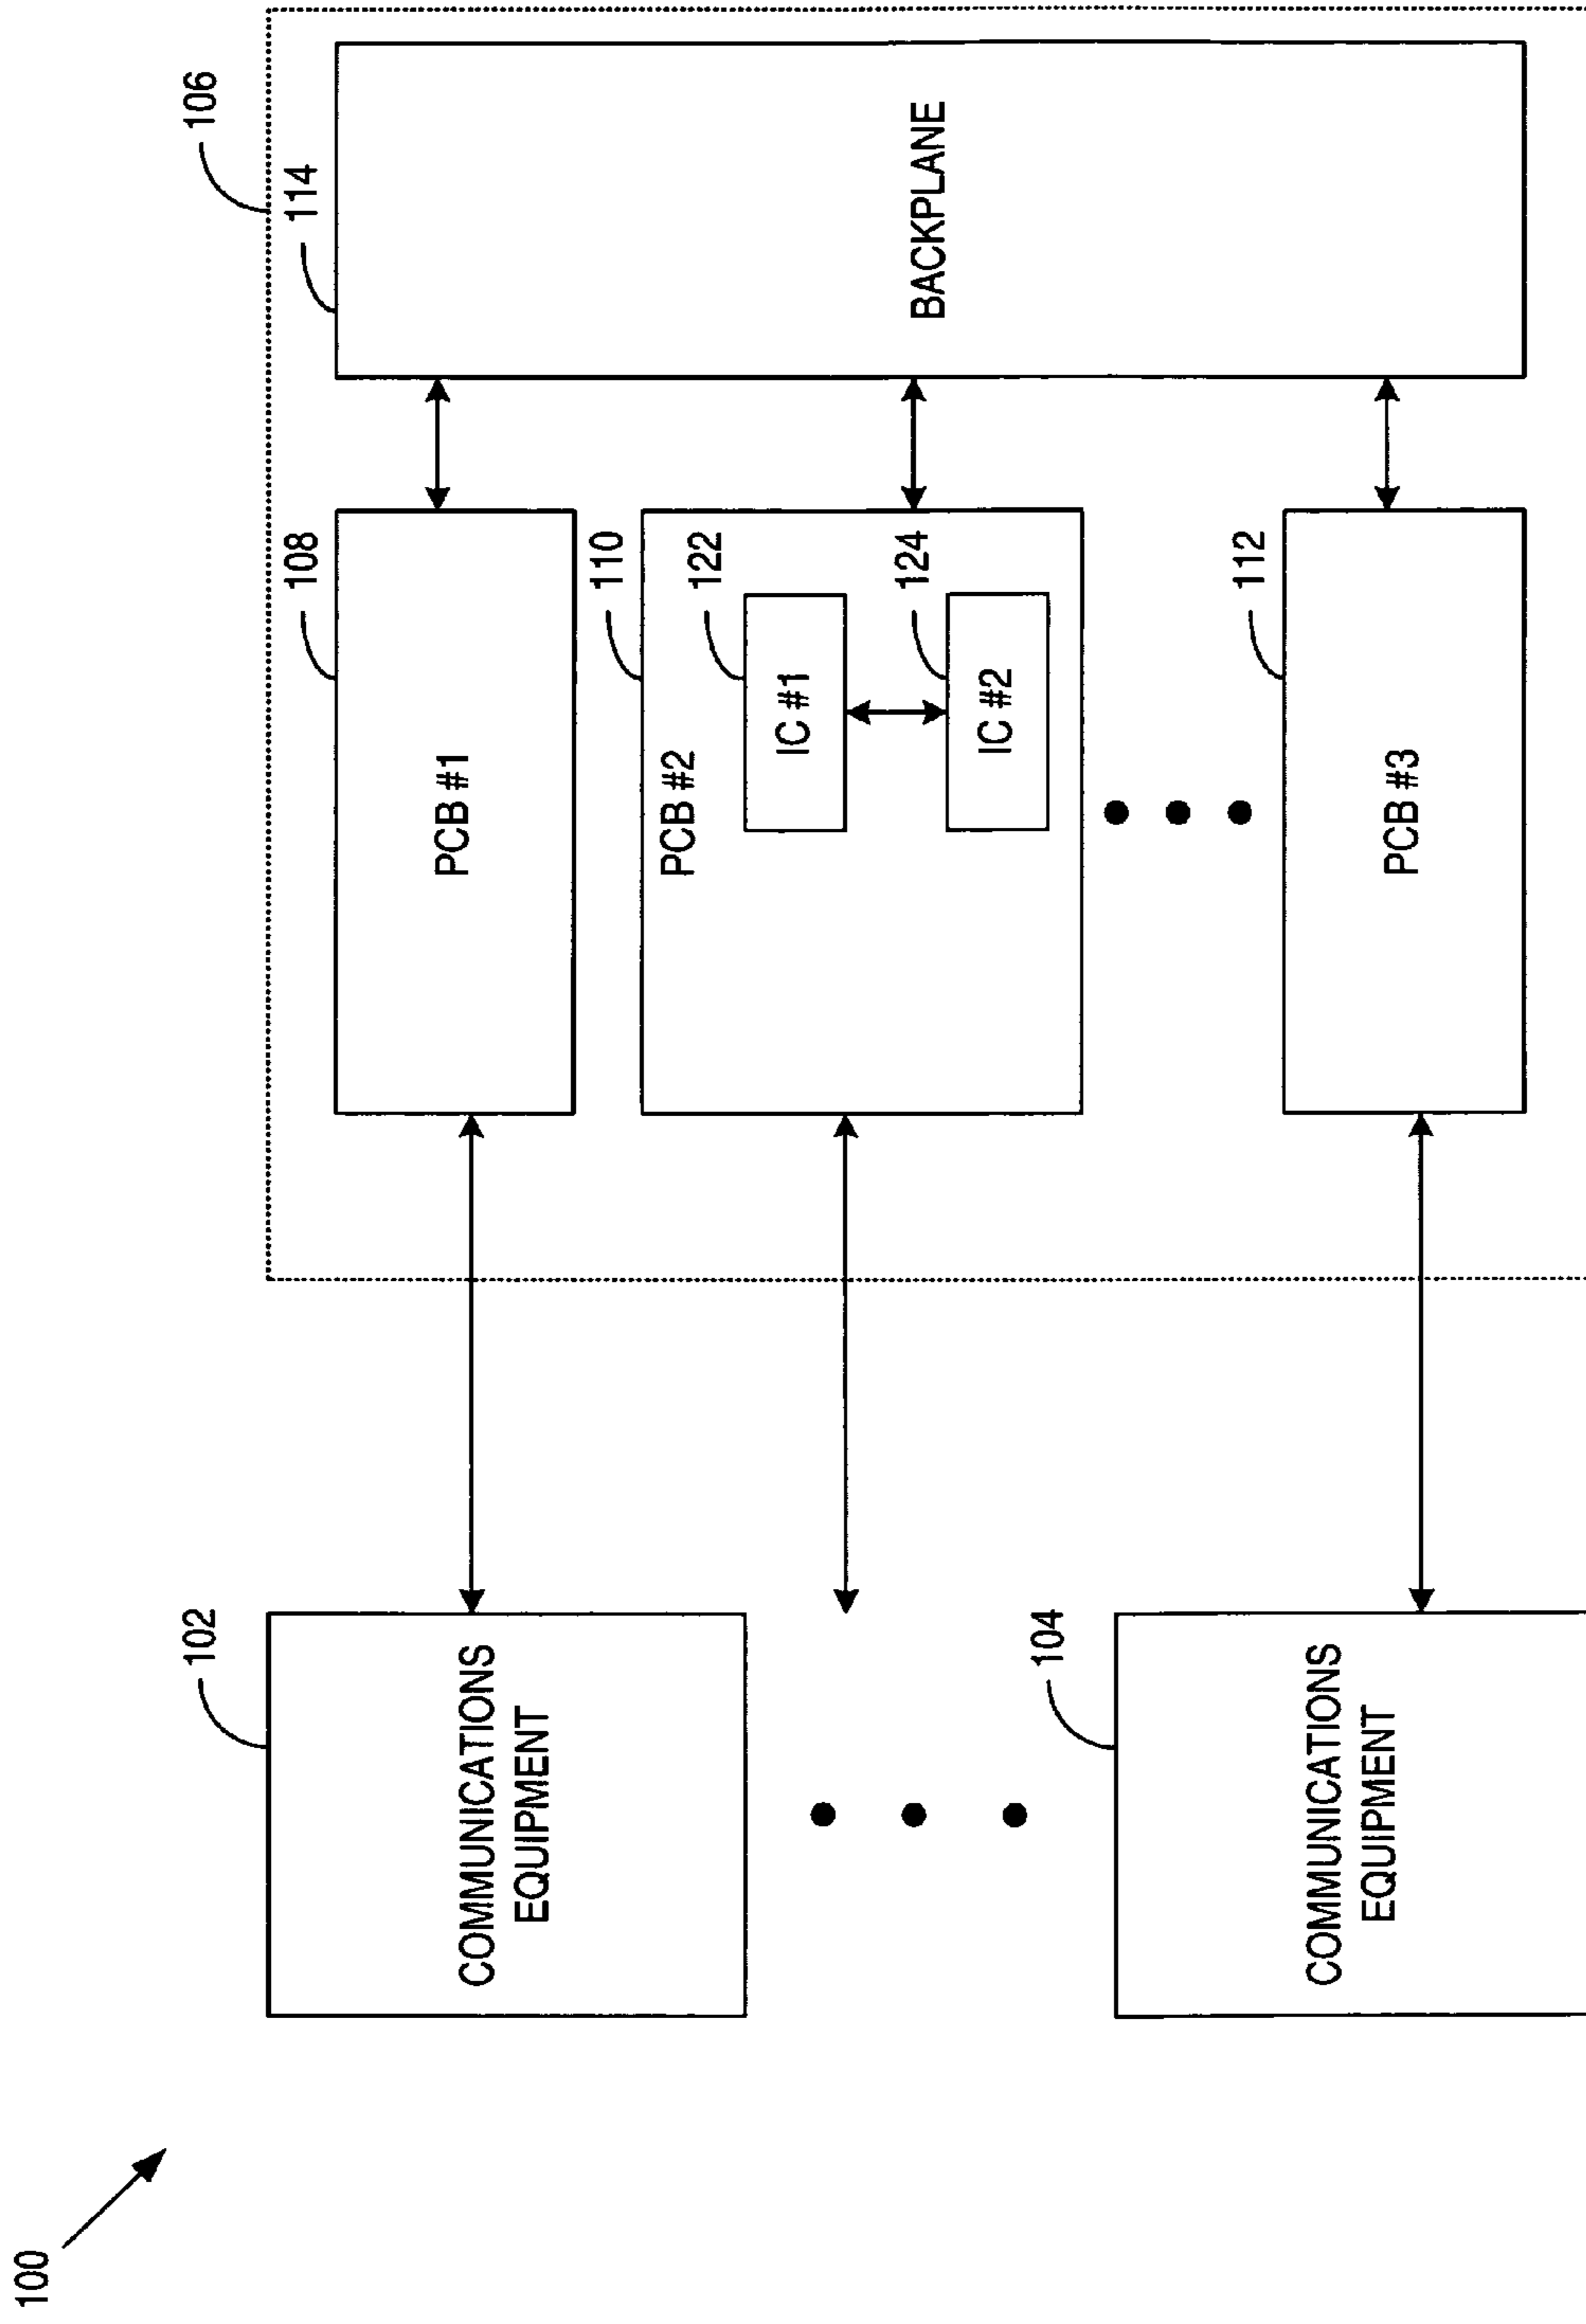 100
102
COMMUNICATIONS
EQUIPMENT
104
COMMUNICATIONS
EQUIPMENT
106
108
PCB #1
110
PCB #2
122
IC #1
124
IC #2
112
PCB #3
114
BACKPLANE